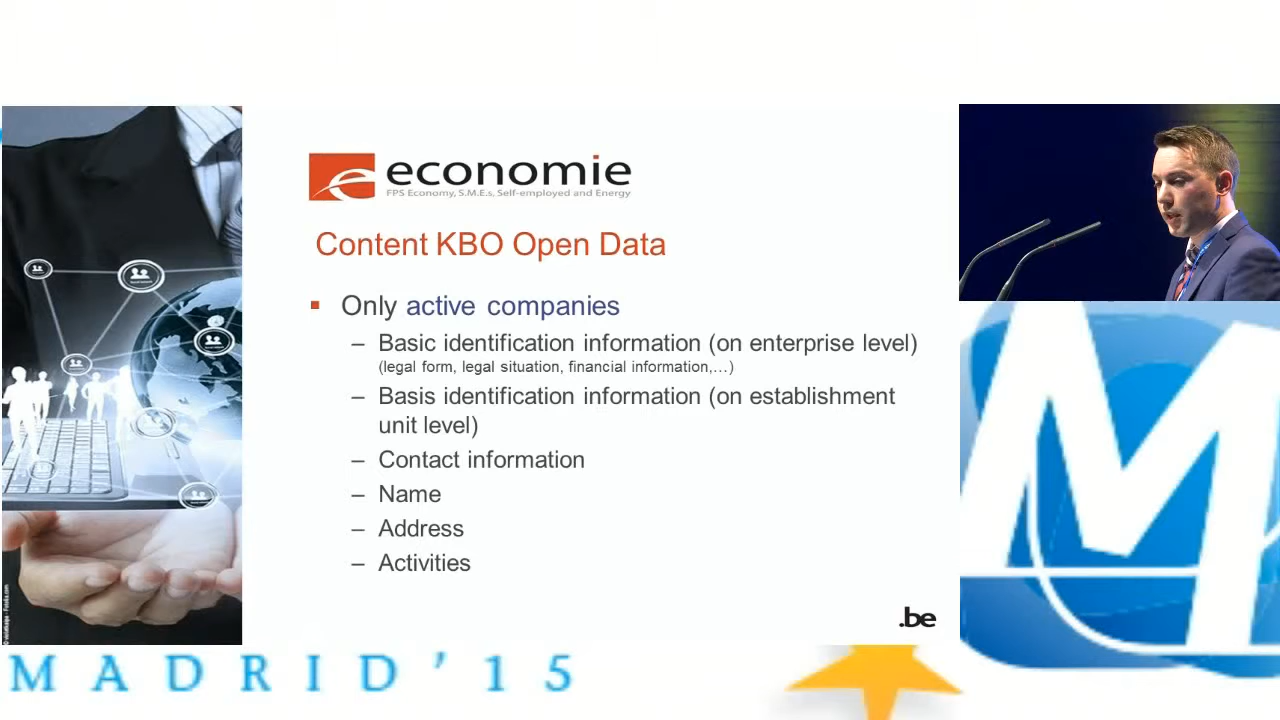 economie
FPS Economy, S.M.E.s, Self-employed and Energy
Content KBO Open Data
▪ Only active companies
– Basic identification information (on enterprise level)
(legal form, legal situation, financial information,…)
– Basis identification information (on establishment
unit level)
– Contact information
– Name
– Address
– Activities
.be
MADRID'15
M